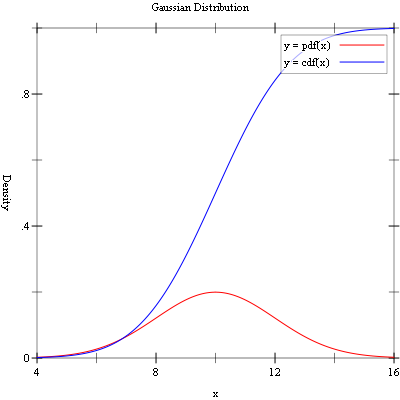 Gaussian Distribution
y = pdf(x)
y = cdf(x)
.8
.4
0
Density
4 8 12 16
x